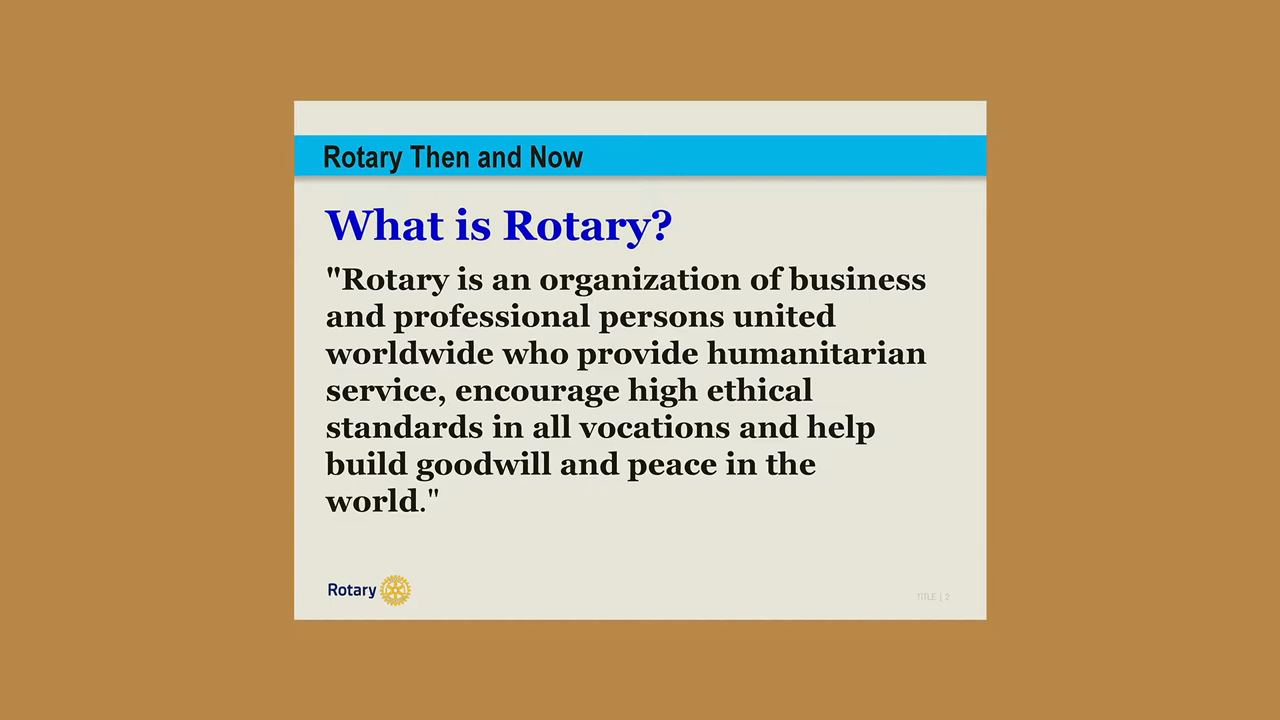 Rotary Then and Now
What is Rotary?
"Rotary is an organization of business
and professional persons united
worldwide who provide humanitarian
service, encourage high ethical
standards in all vocations and help
build goodwill and peace in the
world."
Rotary
TITLE | 2